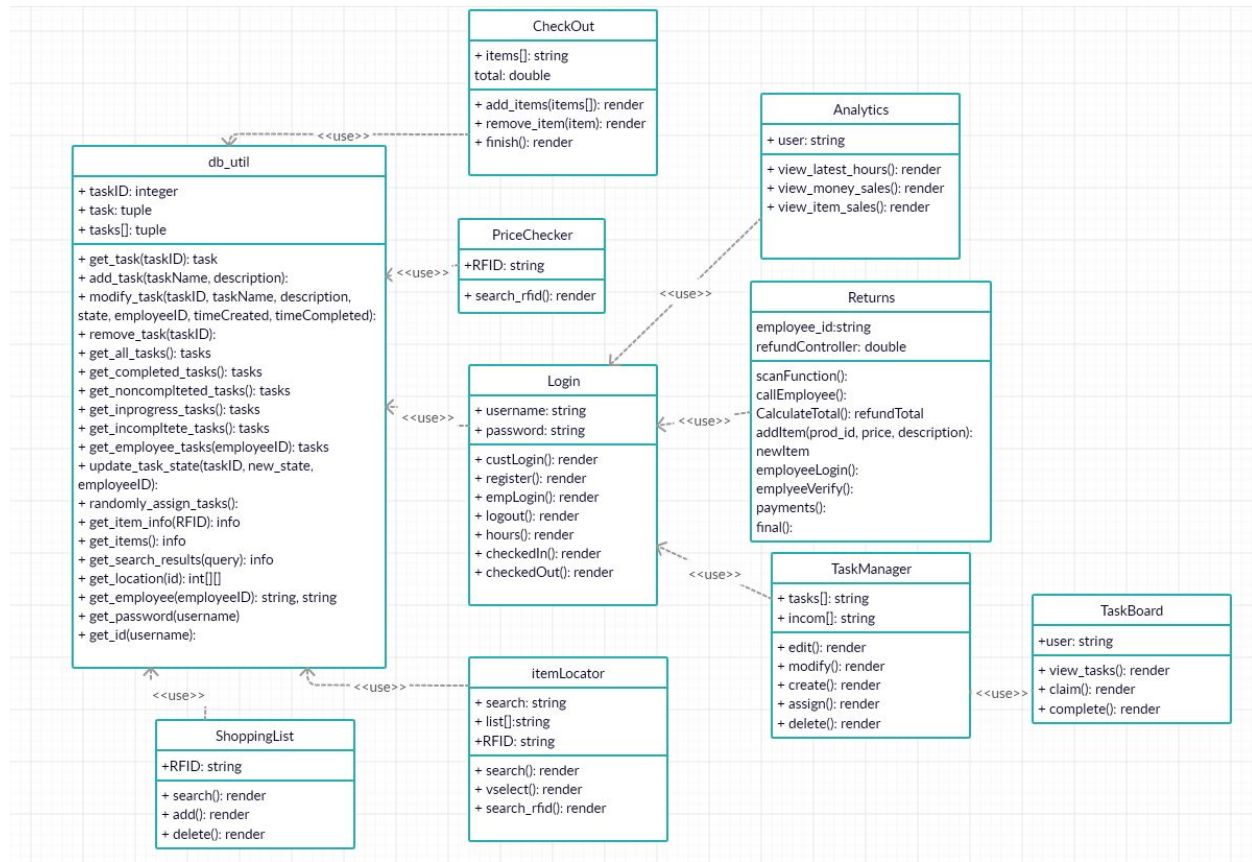 CheckOut
+ items[]: string
total: double
+ add_items(items[]): render
+ remove_item(item): render
+ finish(): render
<<use>>
db_util
+ taskID: integer
+ task: tuple
+ tasks[]: tuple
+ get_task(taskID): task
+ add_task(taskName, description):
+ modify_task(taskID, taskName, description,
state, employeeID, timeCreated, timeCompleted):
+ remove_task(taskID):
+ get_all_tasks(): tasks
+ get_completed_tasks(): tasks
+ get_noncomplteted_tasks(): tasks
+ get_inprogress_tasks(): tasks
+ get_incompltete_tasks(): tasks
+ get_employee_tasks(employeeID): tasks
+ update_task_state(taskID, new_state,
employeeID):
+ randomly_assign_tasks():
+ get_item_info(RFID): info
+ get_items(): info
+ get_search_results(query): info
+ get_location(id): int[][]
+ get_employee(employeeID): string, string
+ get_password(username)
+ get_id(username):
Analytics
+ user: string
+ view_latest_hours(): render
+ view_money_sales(): render
+ view_item_sales(): render
PriceChecker
+RFID: string
+ search_rfid(): render
<<use>>
<<use>>
Returns
employee_id:string
refundController: double
scanFunction():
callEmployee():
CalculateTotal(): refundTotal
addItem(prod_id, price, description):
newItem
employeeLogin():
emplyeeVerify():
payments():
final():
Login
+ username: string
+ password: string
+ custLogin(): render
+ register(): render
+ empLogin(): render
+ logout(): render
+ hours(): render
+ checkedIn(): render
+ checkedOut(): render
<<use>>
<<use>>
<<use>>
TaskManager
+ tasks[]: string
+ incom[]: string
+ edit(): render
+ modify(): render
+ create(): render
+ assign(): render
+ delete(): render
<<use>>
TaskBoard
+user: string
+ view_tasks(): render
+ claim(): render
+ complete(): render
itemLocator
+ search: string
+ list[]:string
+RFID: string
+ search(): render
+ vselect(): render
+ search_rfid(): render
<<use>>
<<use>>
ShoppingList
+RFID: string
+ search(): render
+ add(): render
+ delete(): render